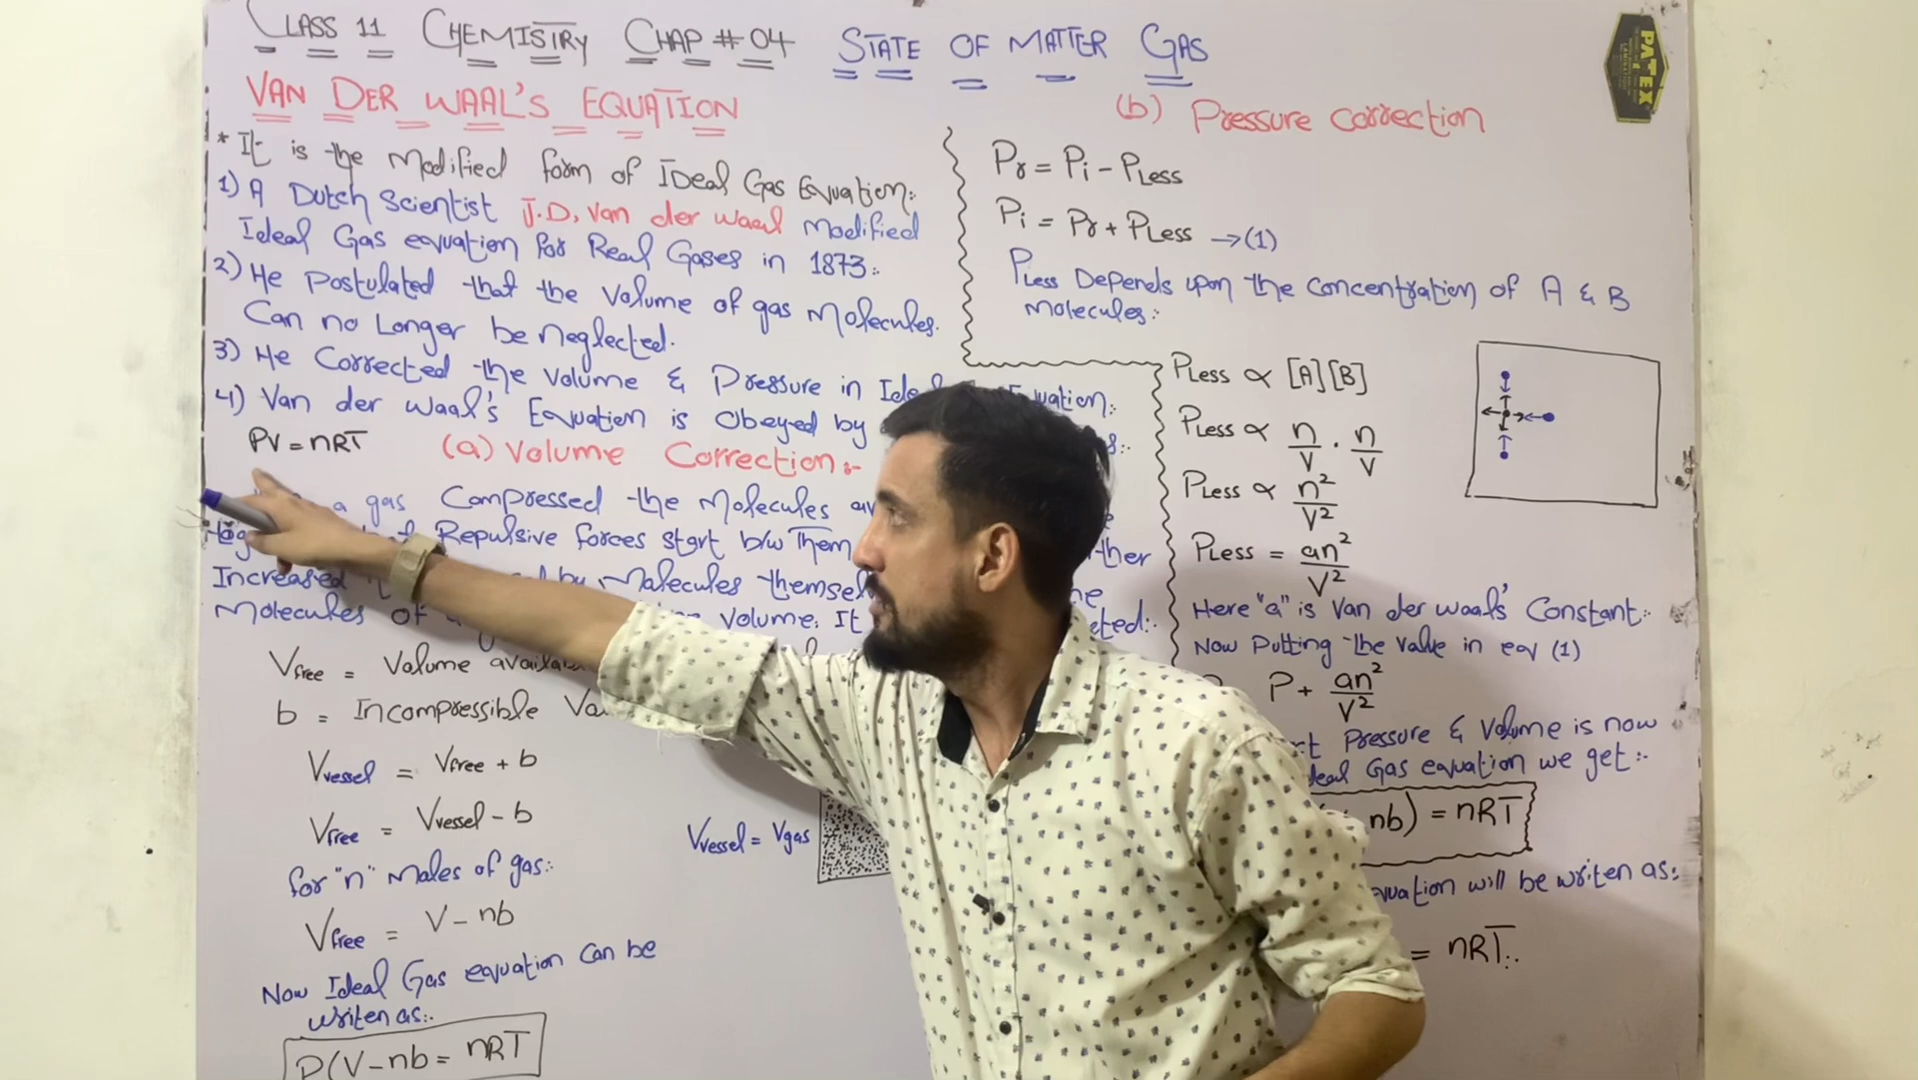 CLASS 11 CHEMISTRY CHAP # 04 STATE OF MATTER GAS
VAN DER WAAL'S EQUATION
* It is the Modified form of IDeal Gas Equation:
1) A Dutch Scientist J.D. Van der waal Modified
Ideal Gas equation for Real Gases in 1873:
2) He Postulated that the Volume of gas Molecules
Can no Longer be Neglected.
3) He Corrected the Volume & Pressure in Ideal Equation:
4) Van der Waal's Equation is Obeyed by
PV = nRT (a) Volume Correction:-
a gas Compressed the Molecules
Repulsive forces start b/w Them
Increased by Molecules themsel
Molecules of Volume. It
Vfree = Volume availa
b = Incompressible
Vvessel = Vfree + b
Vfree = Vvessel - b
for "n" Moles of gas:
Vfree = V - nb
Now Ideal Gas equation Can be
writen as:
P(V-nb = nRT
Vvessel = Vgas
(b) Pressure correction
Pr = Pi - PLess
Pi = Pr + PLess → (1)
PLess Depends upon the concentration of A & B
molecules:
PLess ∝ [A][B]
PLess ∝ n/V . n/V
PLess ∝ n²/V²
PLess = an²/V²
Here "a" is Van der waal's Constant:
Now Putting the Value in eq (1)
P + an²/V²
Pressure & Volume is now
Gas equation we get:-
nb) = nRT
will be writen as:
= nRT:
PATEX